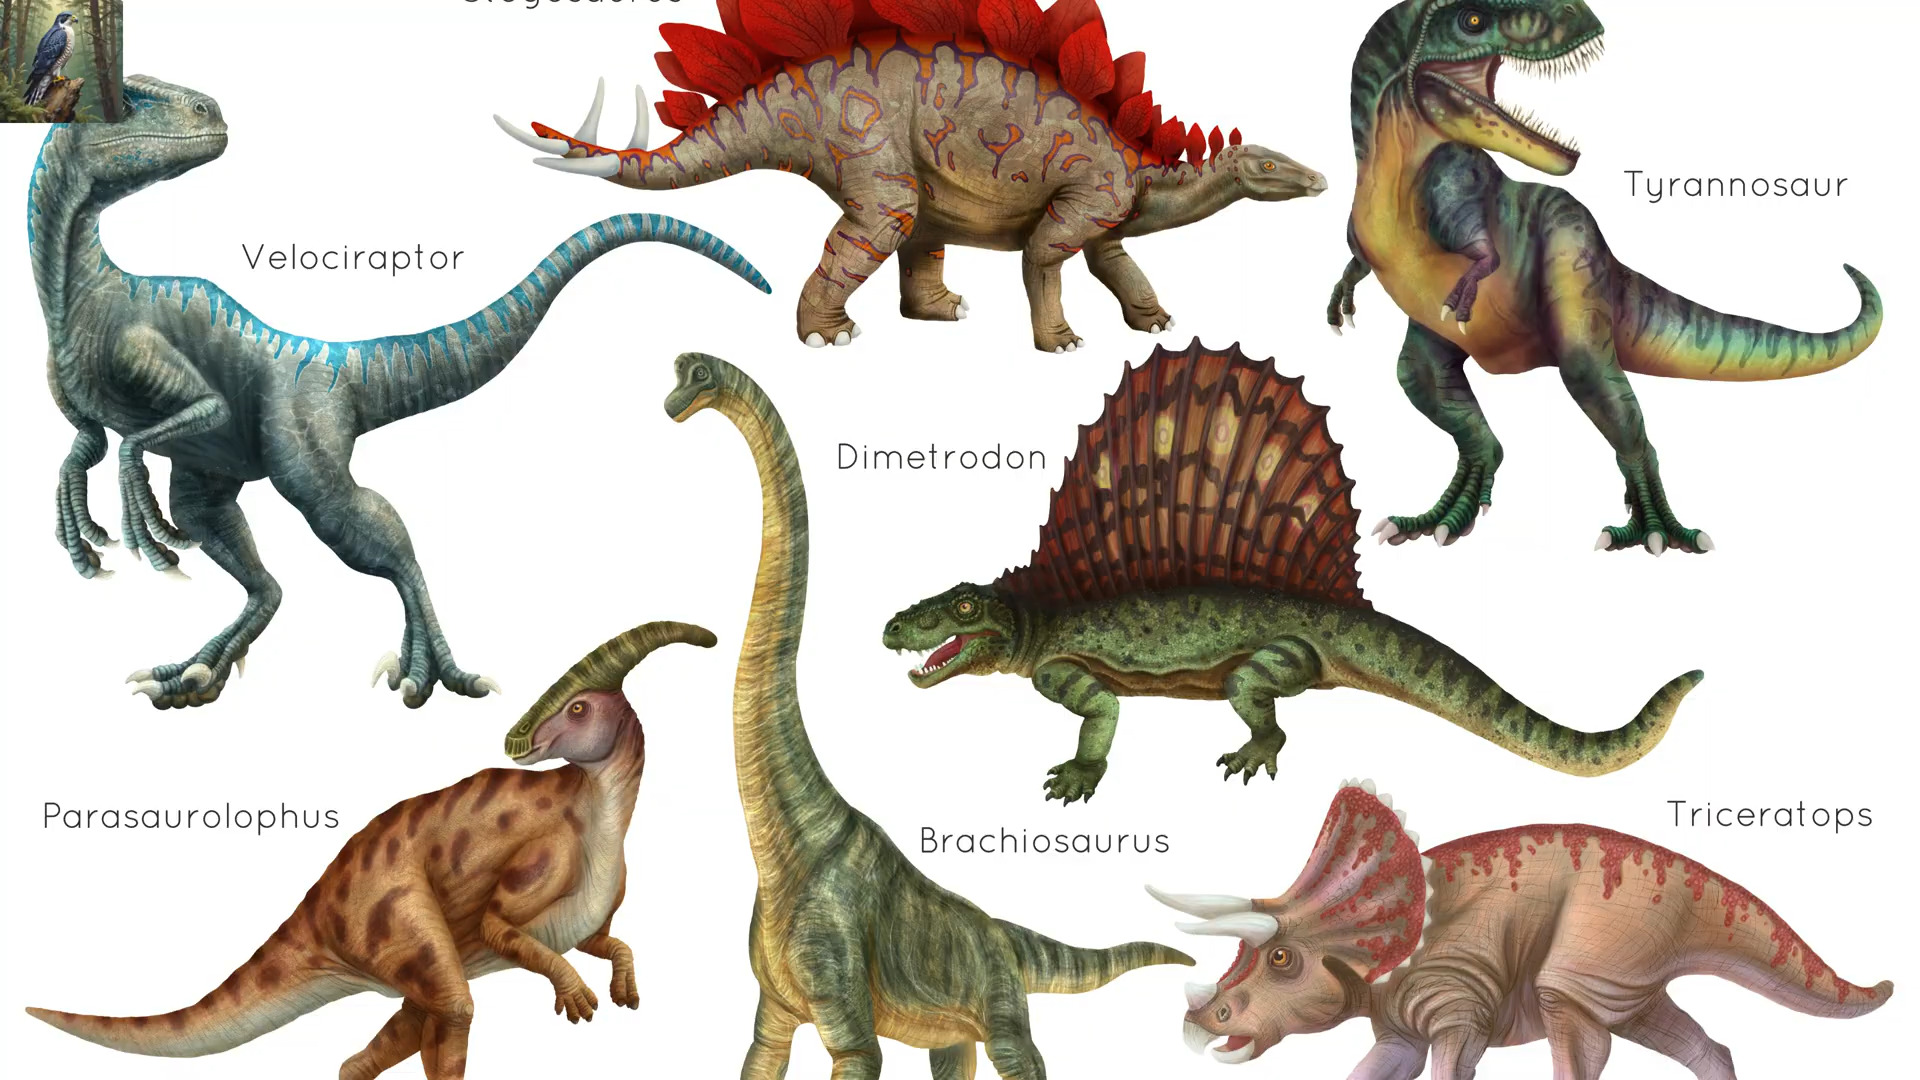 Velociraptor
Tyrannosaur
Dimetrodon
Parasaurolophus
Brachiosaurus
Triceratops